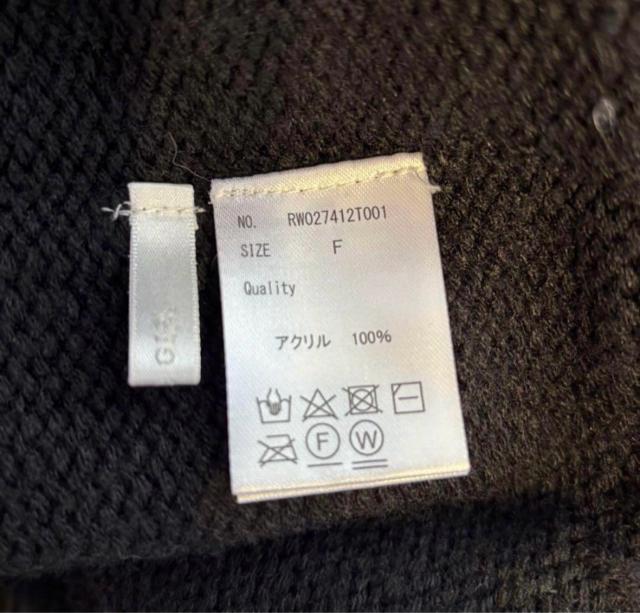 NO. RW027412T001
SIZE F
Quality
アクリル 100%
F W